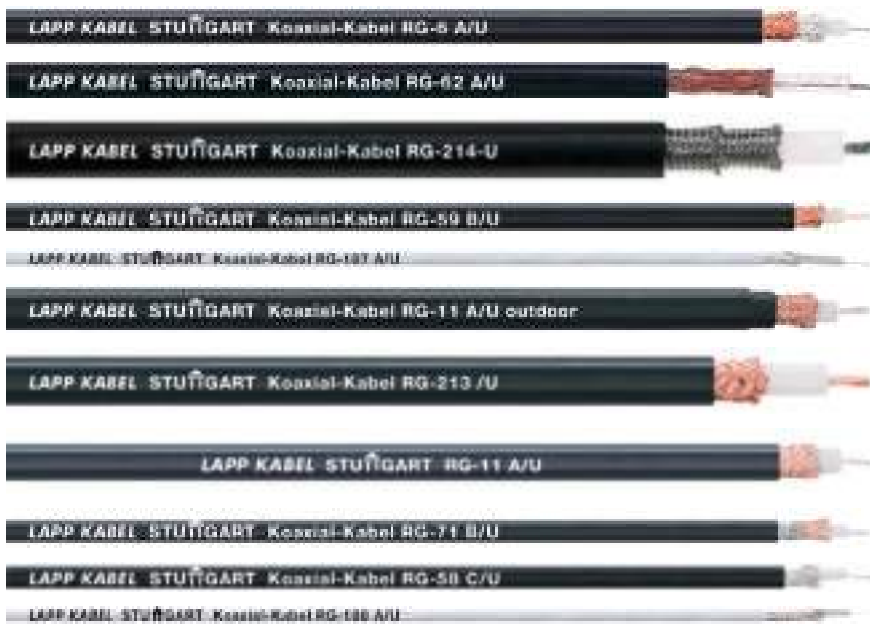 LAPP KABEL STUTTGART Koaxial-Kabel RG-6 A/U
LAPP KABEL STUTTGART Koaxial-Kabel RG-62 A/U
LAPP KABEL STUTTGART Koaxial-Kabel RG-214-U
LAPP KABEL STUTTGART Koaxial-Kabel RG-59 B/U
LAPP KABEL STUTTGART Koaxial-Kabel A/U
LAPP KABEL STUTTGART Koaxial-Kabel RG-11 A/U outdoor
LAPP KABEL STUTTGART Koaxial-Kabel RG-213 /U
LAPP KABEL STUTTGART RG-11 A/U
LAPP KABEL STUTTGART Koaxial-Kabel RG-71 B/U
LAPP KABEL STUTTGART Koaxial-Kabel RG-58 C/U
LAPP KABEL STUTTGART Koaxial-Kabel A/U